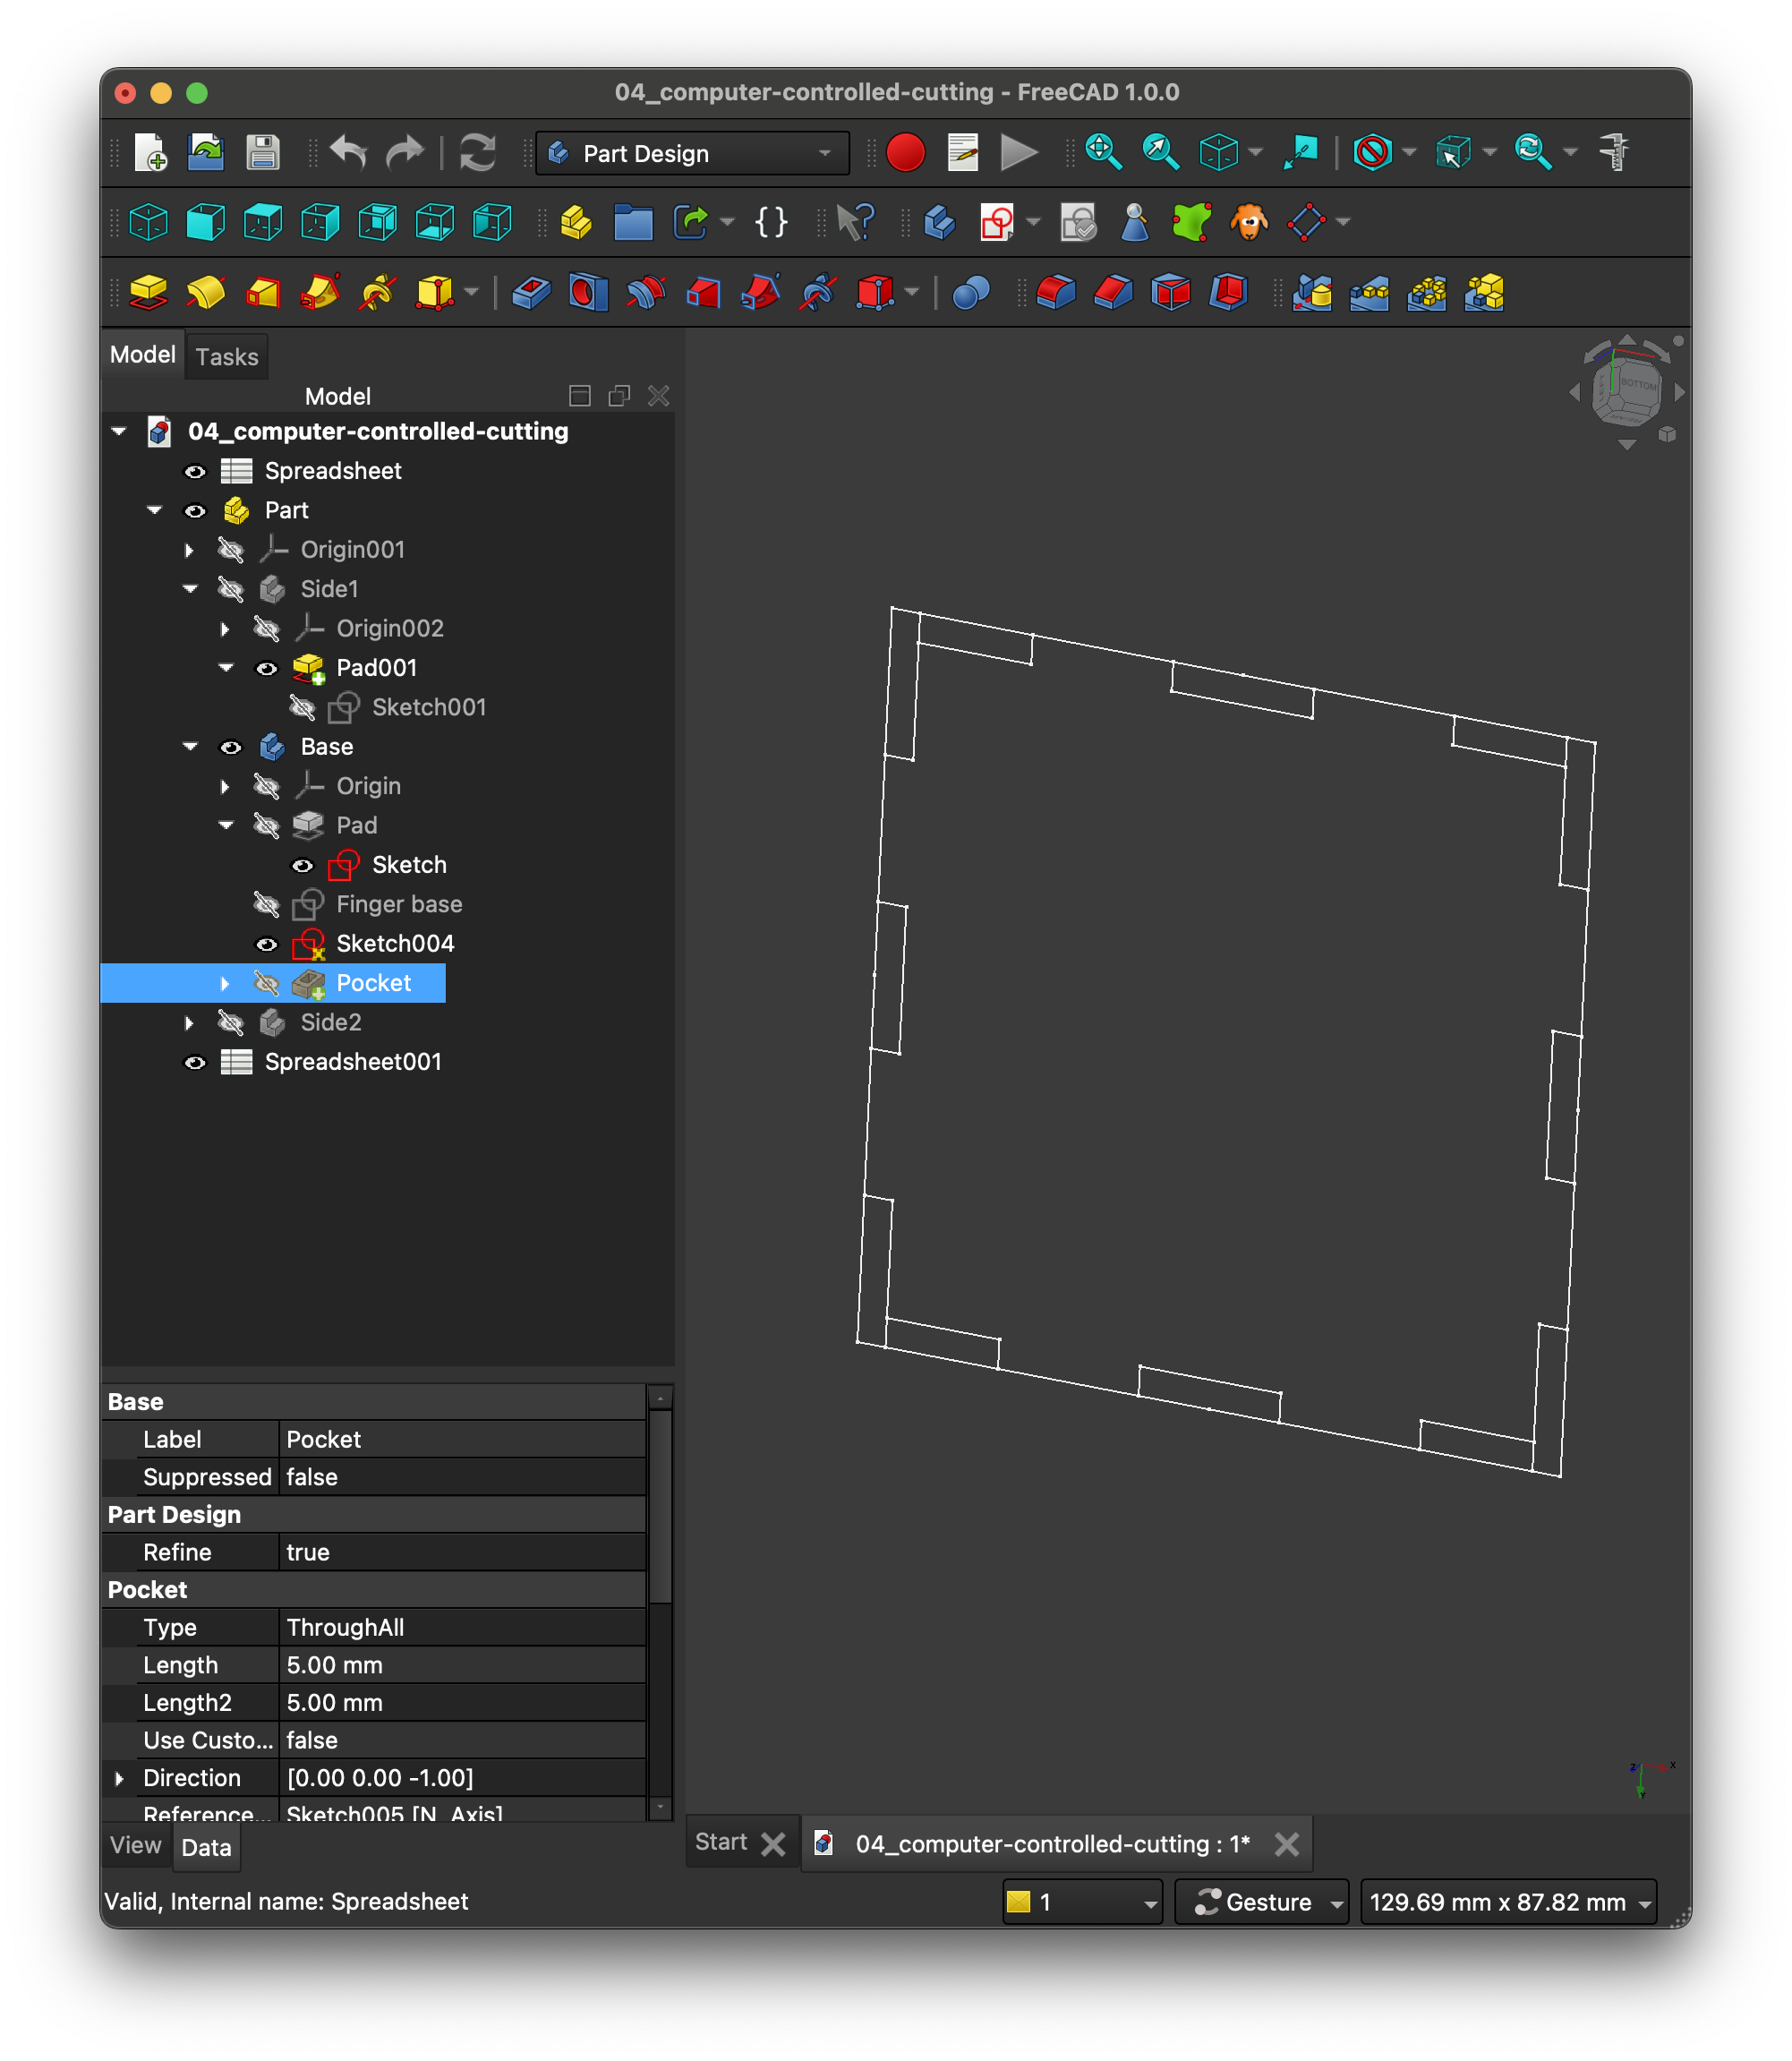 04_computer-controlled-cutting - FreeCAD 1.0.0
Part Design
Model
Tasks
Model
04_computer-controlled-cutting
Spreadsheet
Part
Origin001
Side1
Origin002
Pad001
Sketch001
Base
Origin
Pad
Sketch
Finger base
Sketch004
Pocket
Side2
Spreadsheet001
BOTTOM
Base
Label Pocket
Suppressed false
Part Design
Refine true
Pocket
Type ThroughAll
Length 5.00 mm
Length2 5.00 mm
Use Custo... false
Direction [0.00 0.00 -1.00]
Reference... Sketch005 [N_Axis]
View
Data
Z
X
Y
Start
04_computer-controlled-cutting : 1*
Valid, Internal name: Spreadsheet
1
Gesture
129.69 mm x 87.82 mm